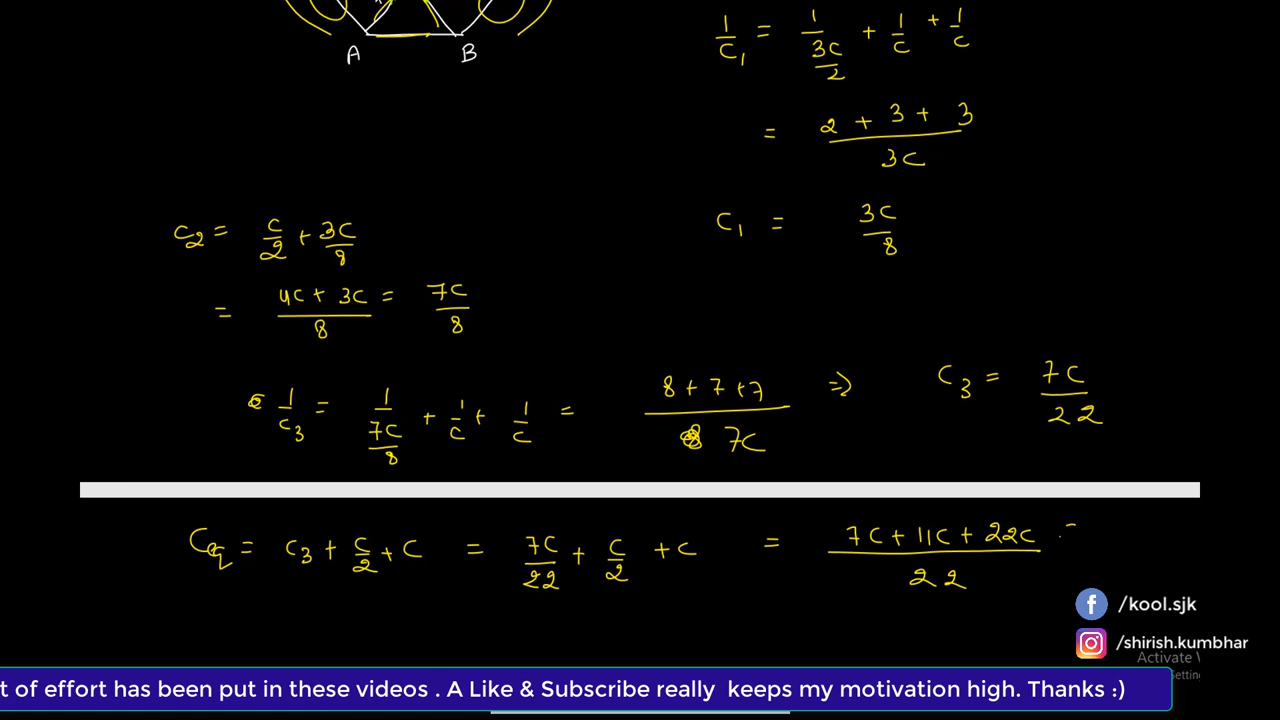 A B
1/C1 = 1/(3C/2) + 1/C + 1/C
= (2 + 3 + 3)/3C
C1 = 3C/8
C2 = C/2 + 3C/8
= (4C + 3C)/8 = 7C/8
1/C3 = 1/(7C/8) + 1/C + 1/C = (8 + 7 + 7)/7C ⇒ C3 = 7C/22
Ceq = C3 + C/2 + C = 7C/22 + C/2 + C = (7C + 11C + 22C)/22
/kool.sjk
/shirish.kumbhar
Activate
t of effort has been put in these videos . A Like & Subscribe really keeps my motivation high. Thanks :)